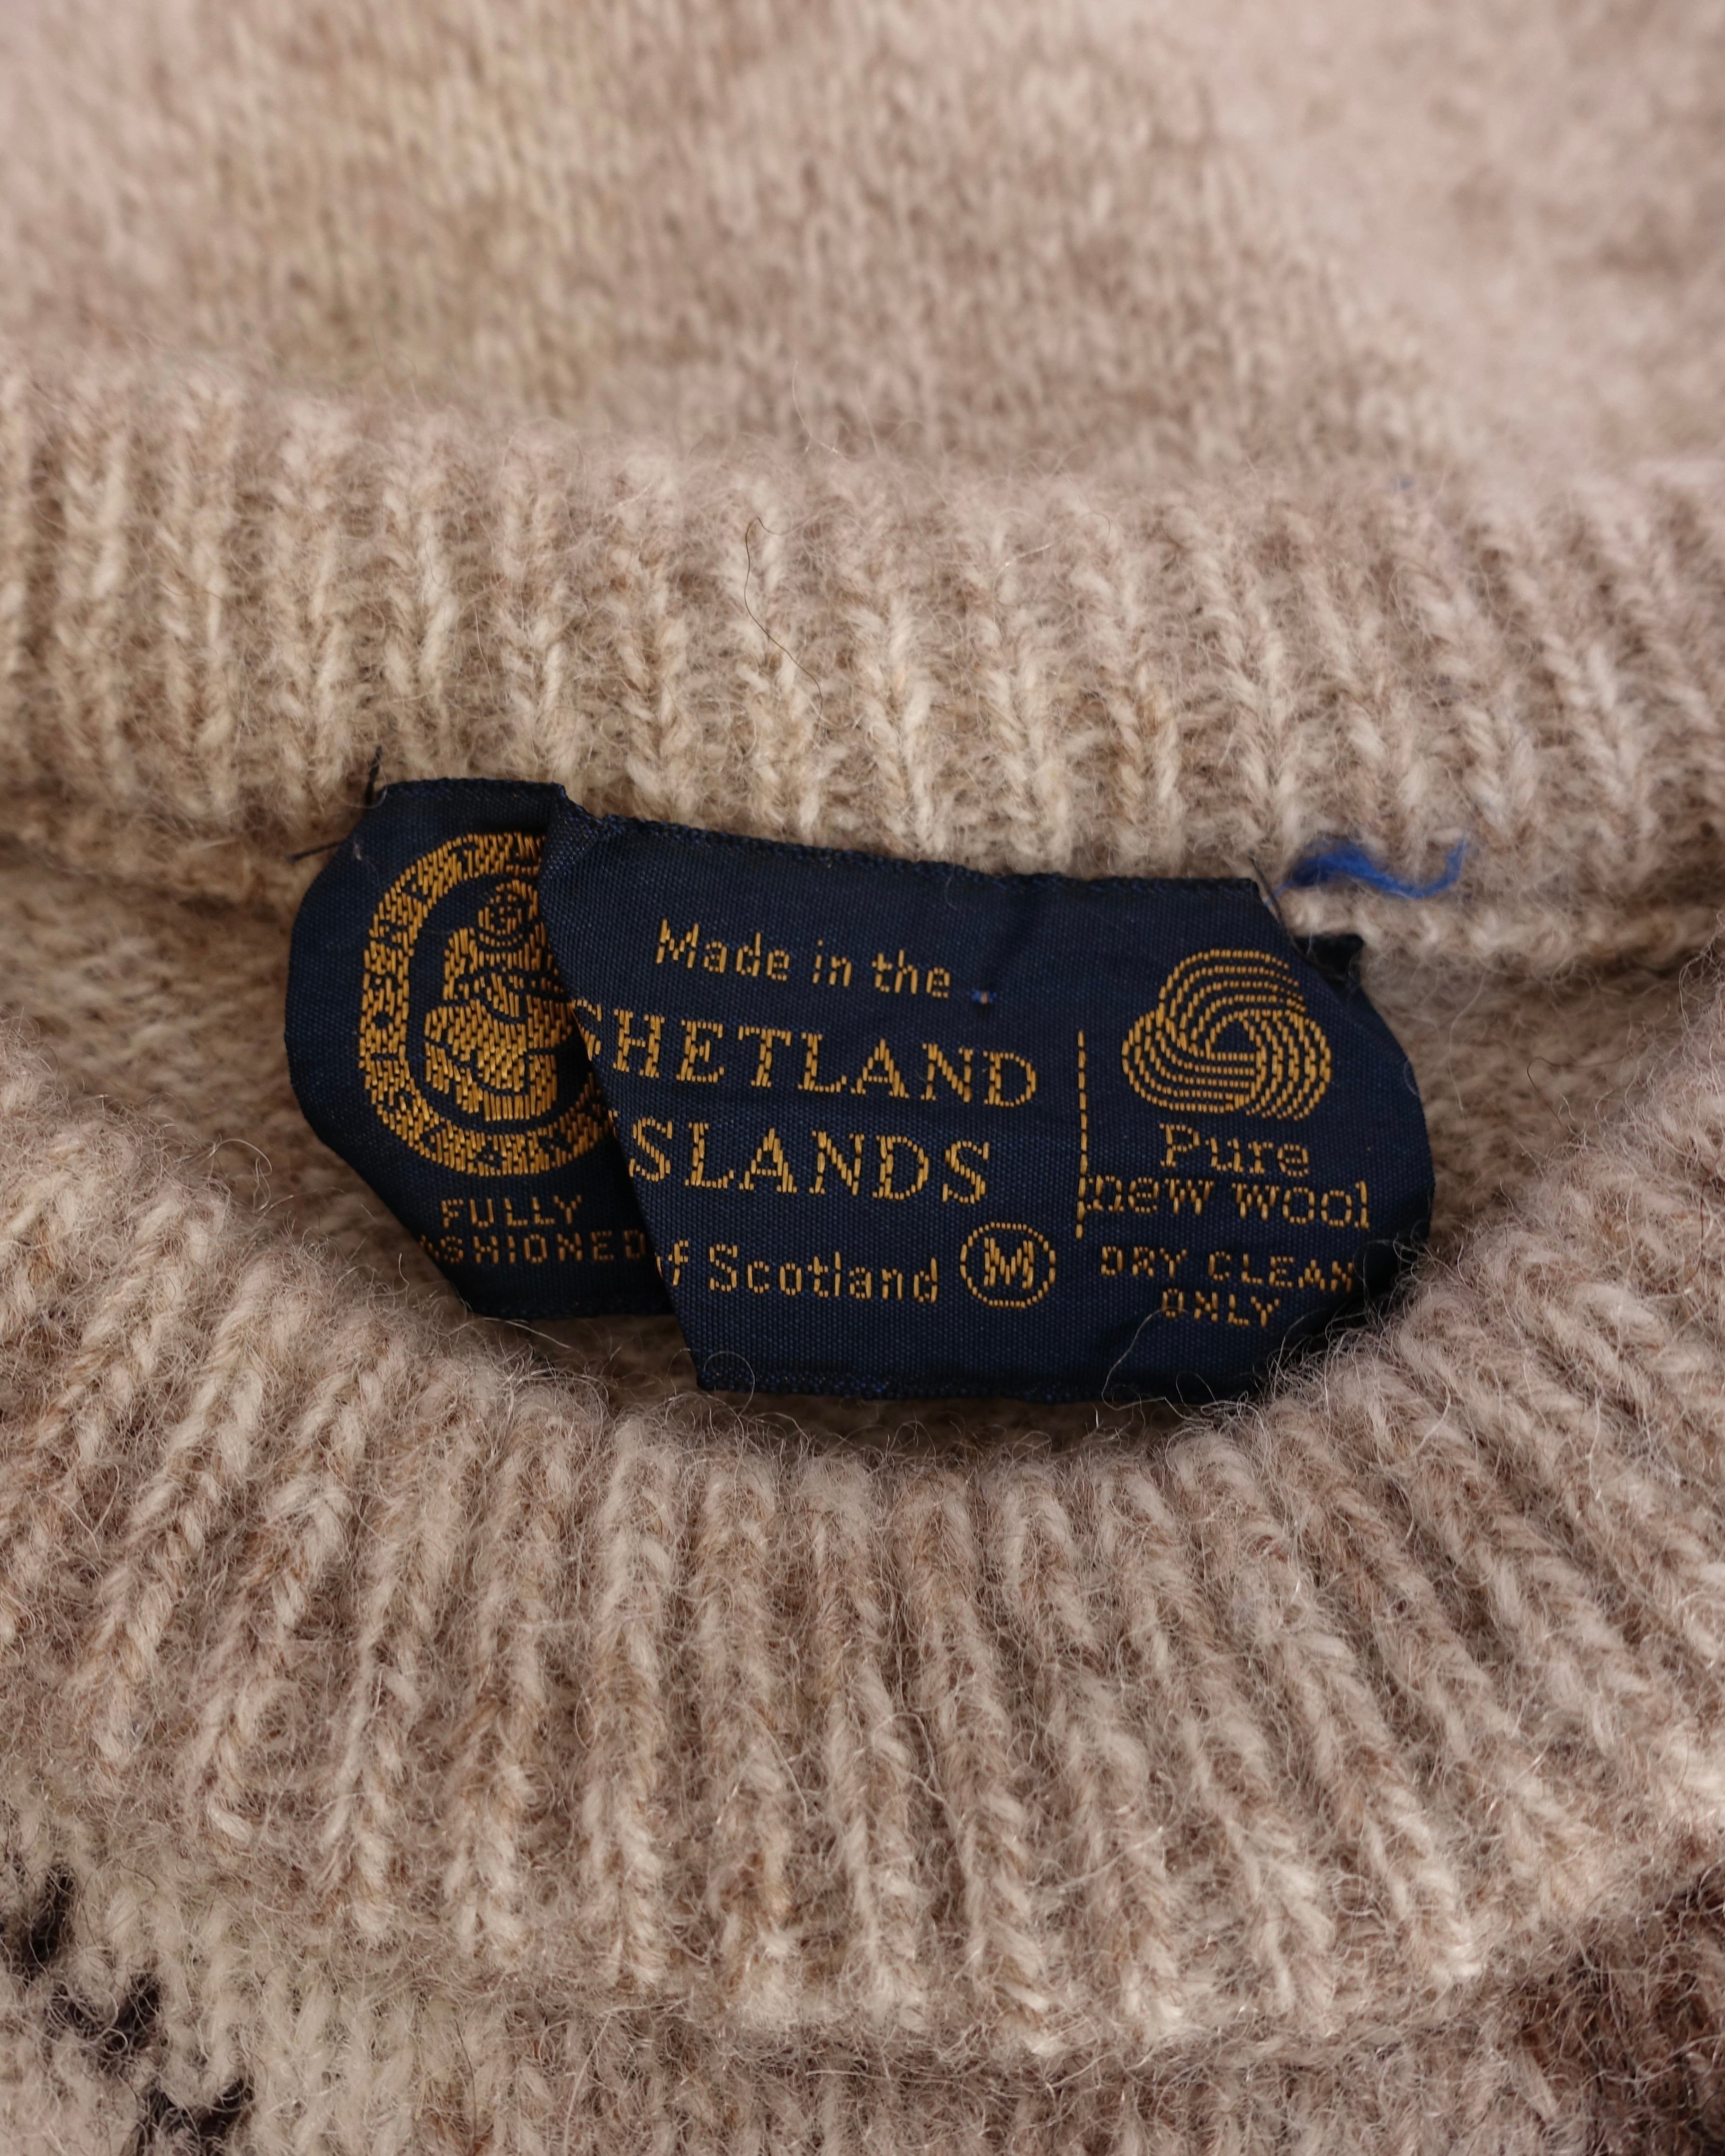 FULLY
ASHIONED
Made in the
SHETLAND
SLANDS
f Scotland M
Pure
new wool
DRY CLEAN
ONLY